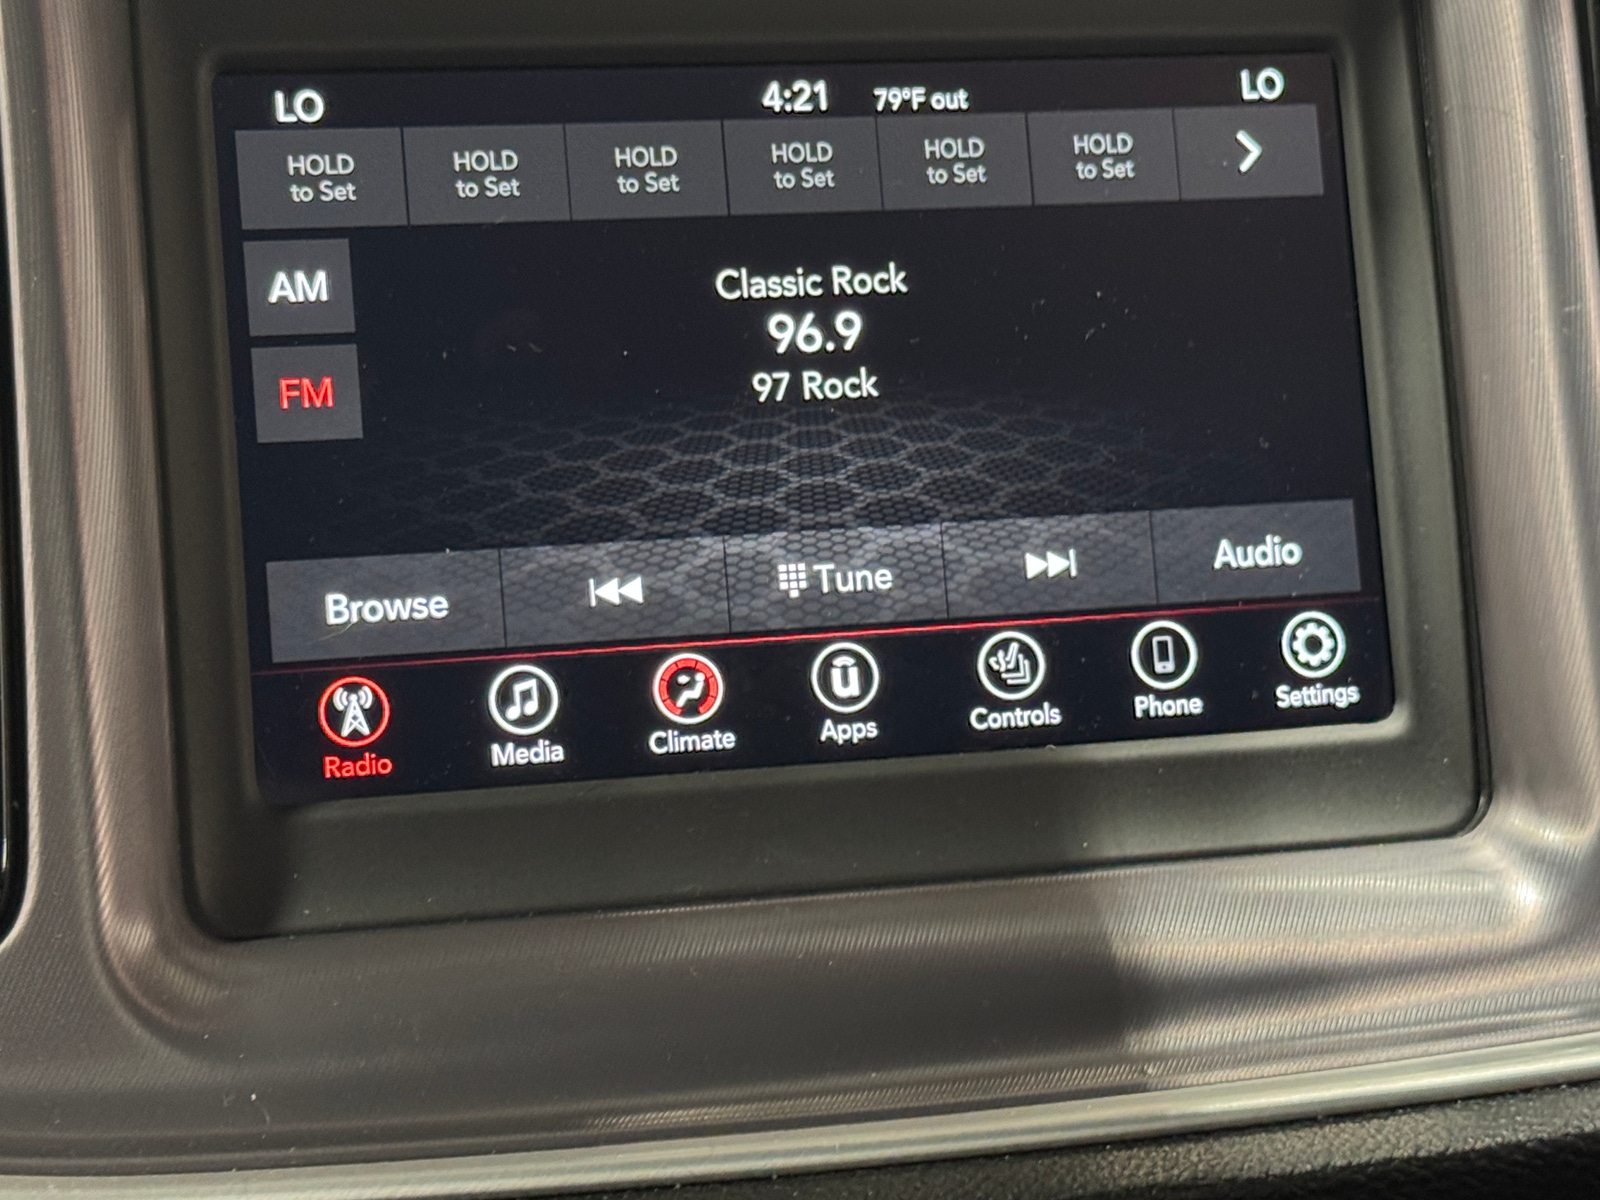 LO 4:21 79°F out LO
HOLD to Set
HOLD to Set
HOLD to Set
HOLD to Set
HOLD to Set
HOLD to Set
AM
FM
Classic Rock
96.9
97 Rock
Browse
Tune
Audio
Radio
Media
Climate
Apps
Controls
Phone
Settings